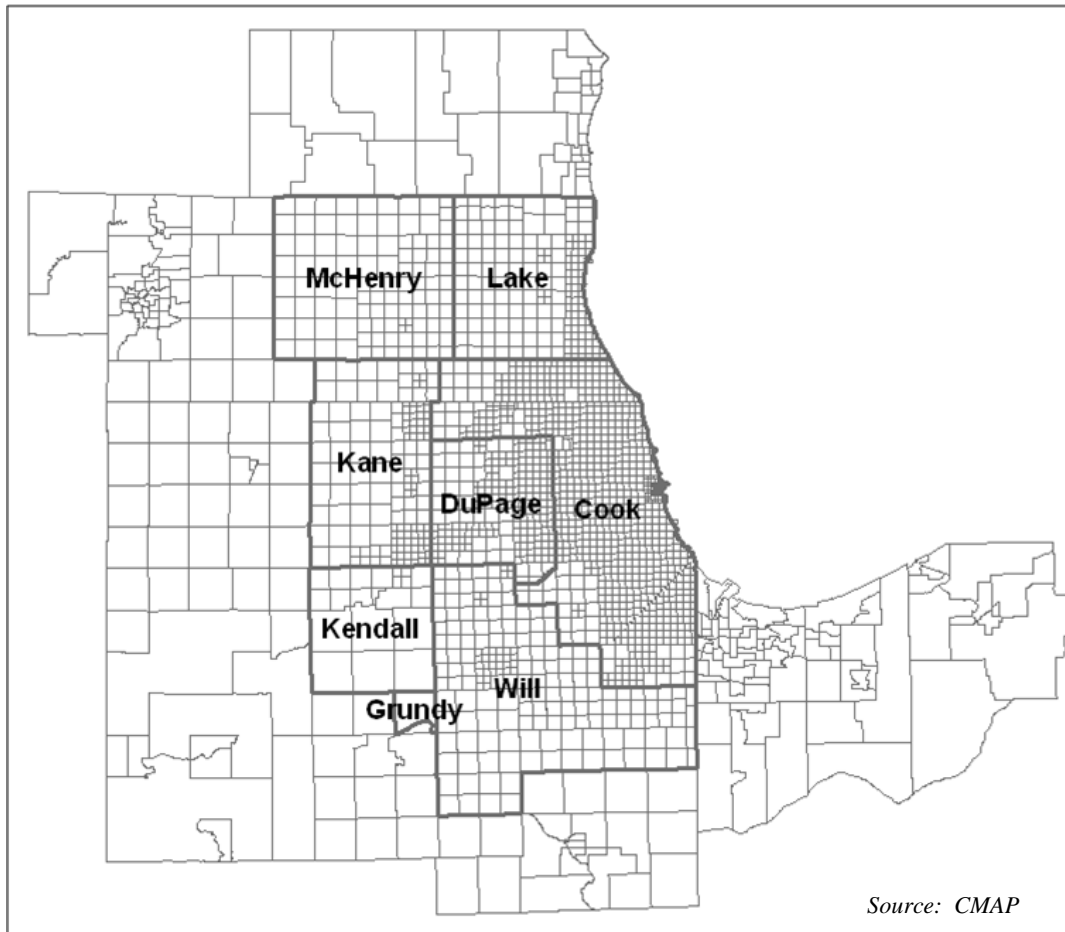 McHenry
Lake
Kane
DuPage
Cook
Kendall
Will
Grundy
Source: CMAP